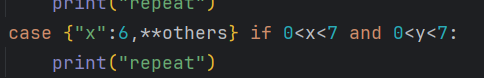 print("repeat")
case {"x":6,**others} if 0<x<7 and 0<y<7:
    print("repeat")